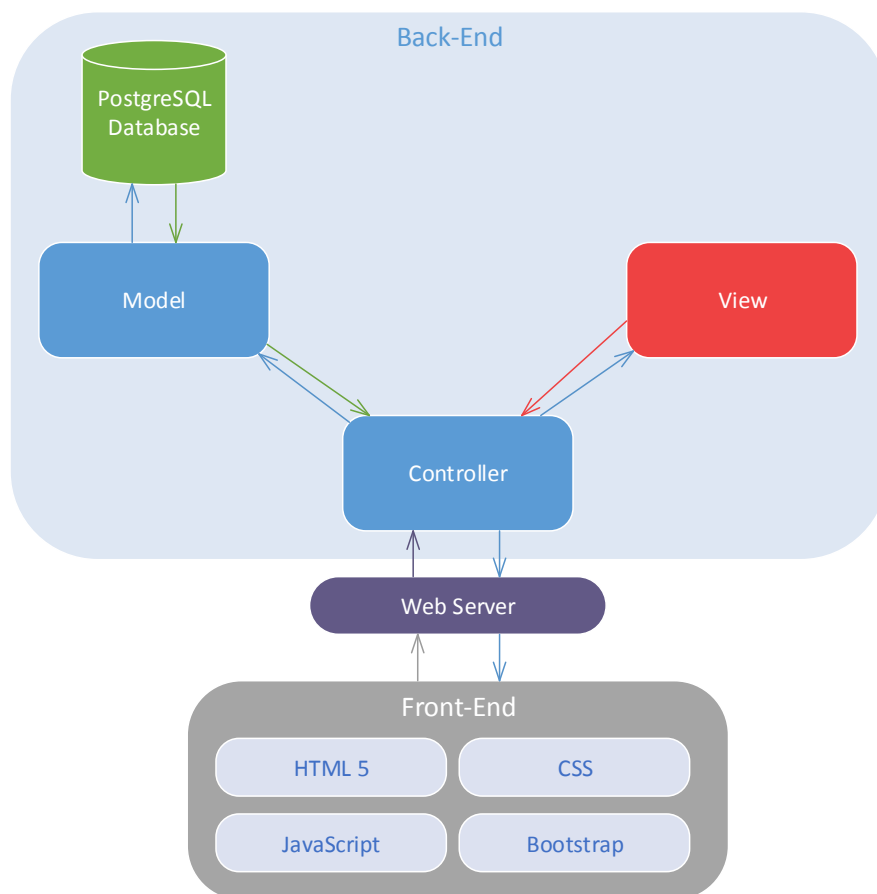 Back-End
PostgreSQL
Database
Model
View
Controller
Web Server
Front-End
HTML 5
CSS
JavaScript
Bootstrap